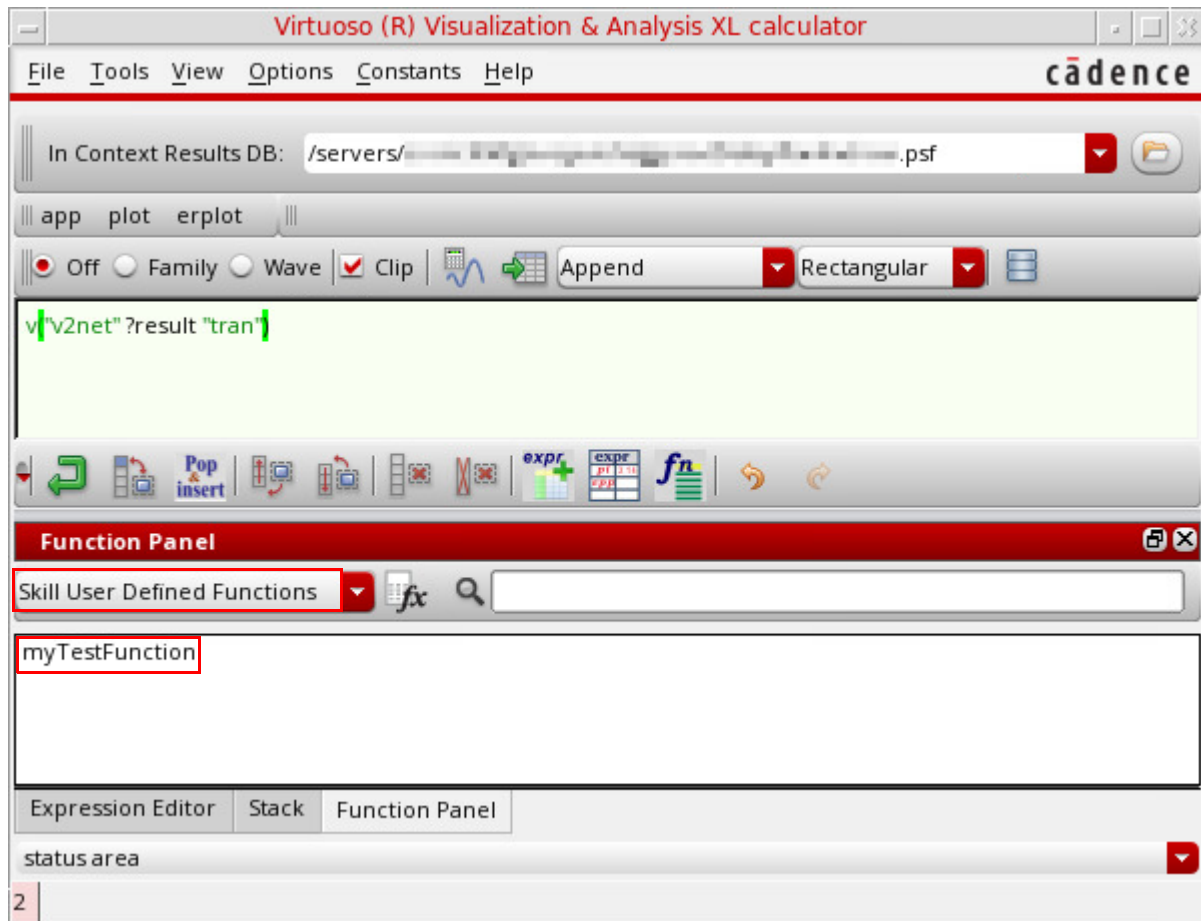 Virtuoso (R) Visualization & Analysis XL calculator
File Tools View Options Constants Help
cādence
In Context Results DB: /servers/ .psf
app plot erplot
Off Family Wave Clip Append Rectangular
v("v2net" ?result "tran")
Pop & insert expr expr fn
Function Panel
Skill User Defined Functions fx
myTestFunction
Expression Editor Stack Function Panel
status area
2